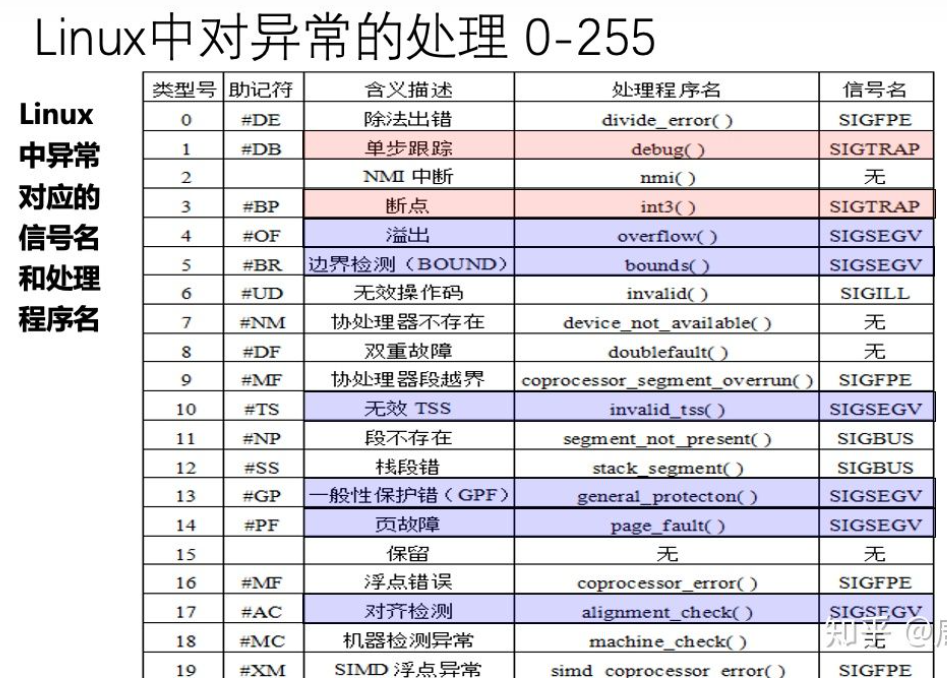 Linux中对异常的处理 0-255
Linux
中异常
对应的
信号名
和处理
程序名
类型号 助记符 含义描述 处理程序名 信号名
0 #DE 除法出错 divide_error( ) SIGFPE
1 #DB 单步跟踪 debug( ) SIGTRAP
2 NMI 中断 nmi( ) 无
3 #BP 断点 int3( ) SIGTRAP
4 #OF 溢出 overflow( ) SIGSEGV
5 #BR 边界检测（BOUND） bounds( ) SIGSEGV
6 #UD 无效操作码 invalid( ) SIGILL
7 #NM 协处理器不存在 device_not_available( ) 无
8 #DF 双重故障 doublefault( ) 无
9 #MF 协处理器段越界 coprocessor_segment_overrun( ) SIGFPE
10 #TS 无效 TSS invalid_tss( ) SIGSEGV
11 #NP 段不存在 segment_not_present( ) SIGBUS
12 #SS 栈段错 stack_segment( ) SIGBUS
13 #GP 一般性保护错（GPF） general_protecton( ) SIGSEGV
14 #PF 页故障 page_fault( ) SIGSEGV
15 保留 无 无
16 #MF 浮点错误 coprocessor_error( ) SIGFPE
17 #AC 对齐检测 alignment_check( ) SIGSEGV
18 #MC 机器检测异常 machine_check( ) 无
19 #XM SIMD 浮点异常 simd_coprocessor_error( ) SIGFPE
知乎 @